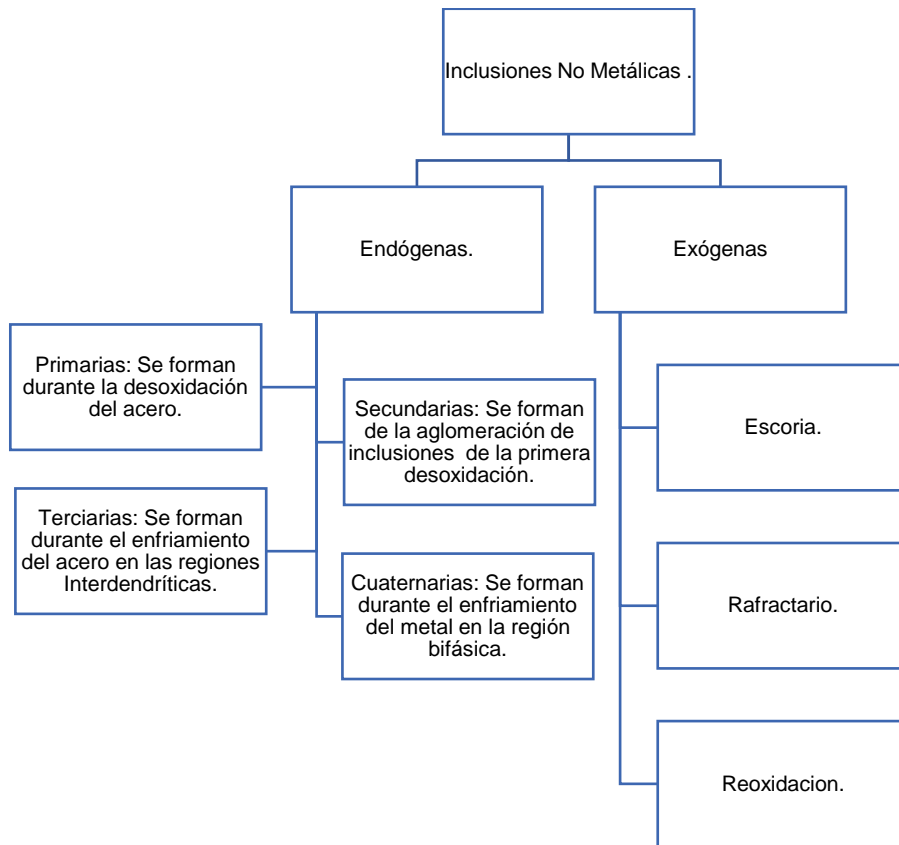 Inclusiones No Metálicas .
Endógenas.
Exógenas
Primarias: Se forman
durante la desoxidación
del acero.
Secundarias: Se forman
de la aglomeración de
inclusiones de la primera
desoxidación.
Terciarias: Se forman
durante el enfriamiento
del acero en las regiones
Interdendríticas.
Cuaternarias: Se forman
durante el enfriamiento
del metal en la región
bifásica.
Escoria.
Rafractario.
Reoxidacion.